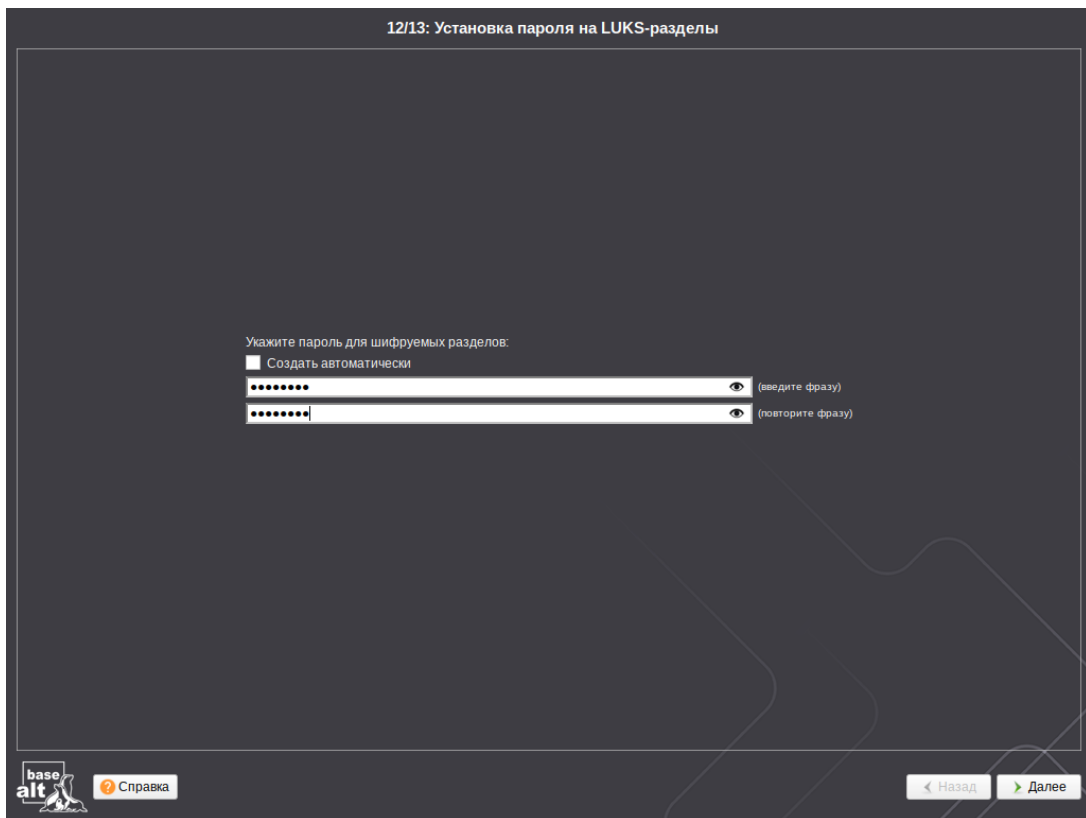 12/13: Установка пароля на LUKS-разделы
Укажите пароль для шифруемых разделов:
Создать автоматически
•••••••• (введите фразу)
•••••••• (повторите фразу)
base
alt
Справка
Назад
Далее